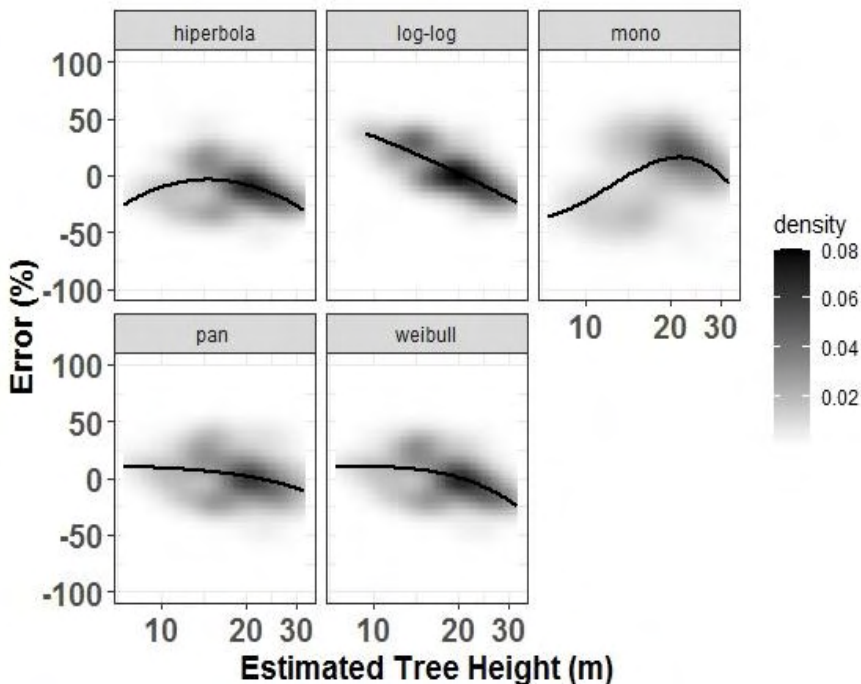 hiperbola log-log mono
100
50
0
-50
-100
10 20 30
density
0.08
0.06
0.04
0.02
Error (%)
pan weibull
100
50
0
-50
-100
10 20 30 10 20 30
Estimated Tree Height (m)